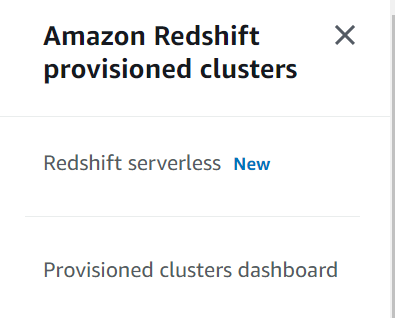 Amazon Redshift
provisioned clusters
Redshift serverless New
Provisioned clusters dashboard